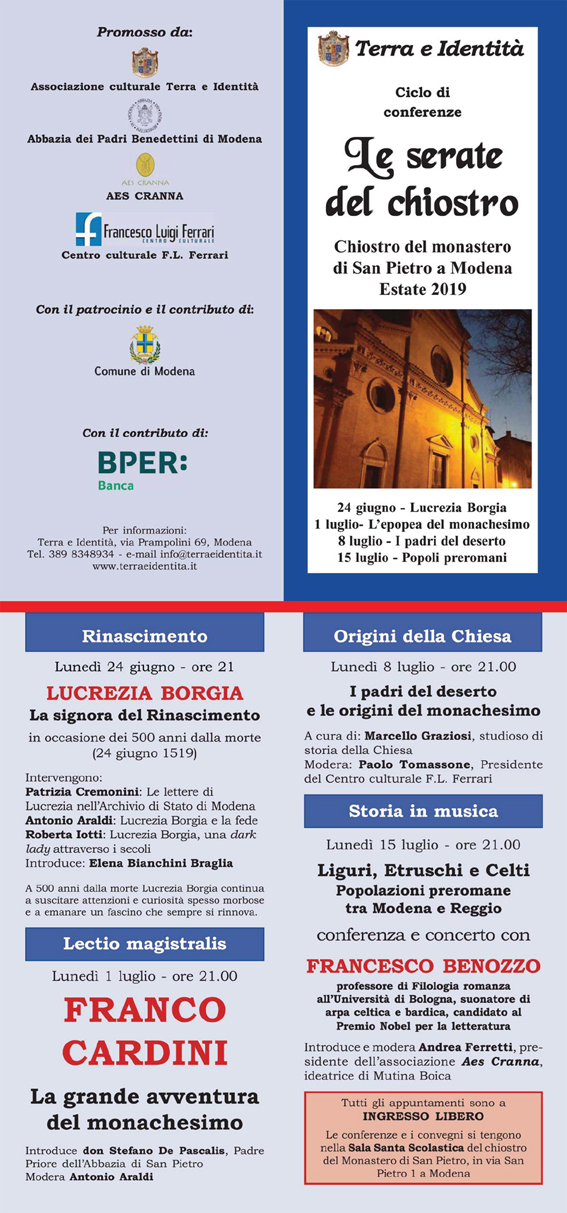 Promosso da:
Associazione culturale Terra e Identità
Abbazia dei Padri Benedettini di Modena
AES CRANNA
AES CRANNA
Francesco Luigi Ferrari
CENTRO CULTURALE
Centro culturale F.L. Ferrari
Con il patrocinio e il contributo di:
Comune di Modena
Con il contributo di:
BPER:
Banca
Per informazioni:
Terra e Identità, via Prampolini 69, Modena
Tel. 389 8348934 - e-mail info@terraeidentita.it
www.terraeidentita.it
Terra e Identità
Ciclo di
conferenze
Le serate
del chiostro
Chiostro del monastero
di San Pietro a Modena
Estate 2019
24 giugno - Lucrezia Borgia
1 luglio- L'epopea del monachesimo
8 luglio - I padri del deserto
15 luglio - Popoli preromani
Rinascimento
Lunedì 24 giugno - ore 21
LUCREZIA BORGIA
La signora del Rinascimento
in occasione dei 500 anni dalla morte
(24 giugno 1519)
Intervengono:
Patrizia Cremonini: Le lettere di
Lucrezia nell'Archivio di Stato di Modena
Antonio Araldi: Lucrezia Borgia e la fede
Roberta Iotti: Lucrezia Borgia, una dark
lady attraverso i secoli
Introduce: Elena Bianchini Braglia
A 500 anni dalla morte Lucrezia Borgia continua
a suscitare attenzioni e curiosità spesso morbose
e a emanare un fascino che sempre si rinnova.
Lectio magistralis
Lunedì 1 luglio - ore 21.00
FRANCO
CARDINI
La grande avventura
del monachesimo
Introduce don Stefano De Pascalis, Padre
Priore dell'Abbazia di San Pietro
Modera Antonio Araldi
Origini della Chiesa
Lunedì 8 luglio - ore 21.00
I padri del deserto
e le origini del monachesimo
A cura di: Marcello Graziosi, studioso di
storia della Chiesa
Modera: Paolo Tomassone, Presidente
del Centro culturale F.L. Ferrari
Storia in musica
Lunedì 15 luglio - ore 21.00
Liguri, Etruschi e Celti
Popolazioni preromane
tra Modena e Reggio
conferenza e concerto con
FRANCESCO BENOZZO
professore di Filologia romanza
all'Università di Bologna, suonatore di
arpa celtica e bardica, candidato al
Premio Nobel per la letteratura
Introduce e modera Andrea Ferretti, pre-
sidente dell'associazione Aes Cranna,
ideatrice di Mutina Boica
Tutti gli appuntamenti sono a
INGRESSO LIBERO
Le conferenze e i convegni si tengono
nella Sala Santa Scolastica del chiostro
del Monastero di San Pietro, in via San
Pietro 1 a Modena